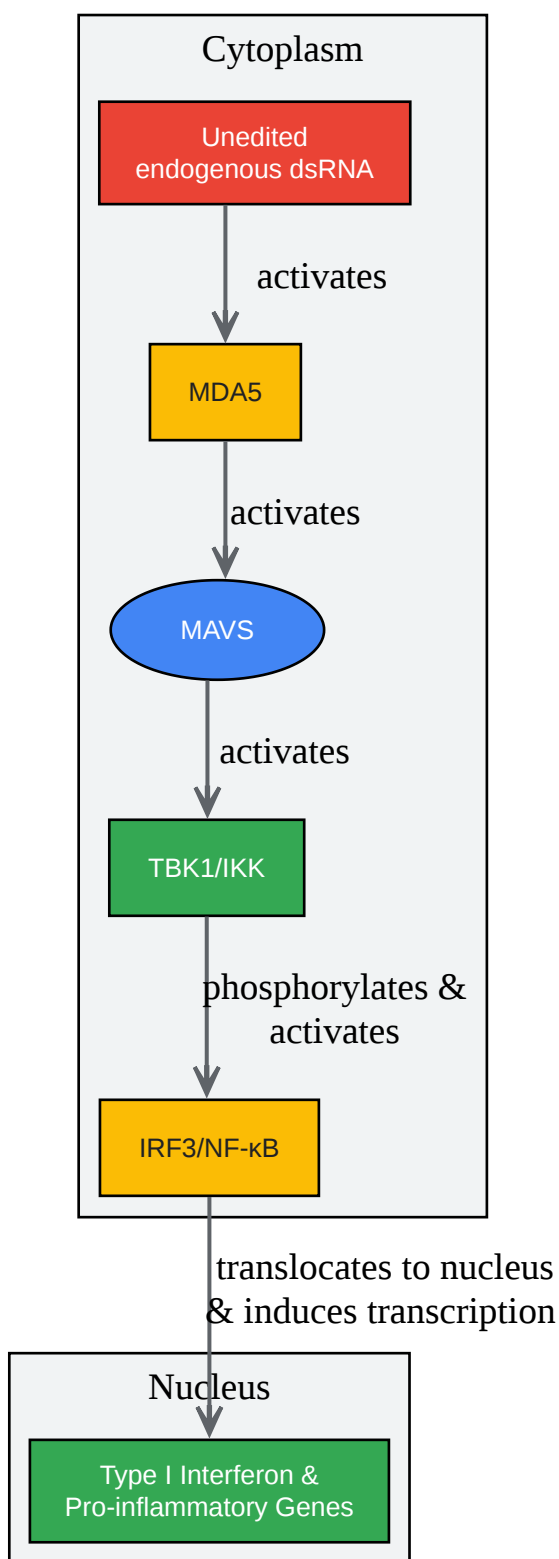 Cytoplasm
Unedited
endogenous dsRNA
activates
MDA5
activates
MAVS
activates
TBK1/IKK
phosphorylates &
activates
IRF3/NF-κB
translocates to nucleus
& induces transcription
Nucleus
Type I Interferon &
Pro-inflammatory Genes